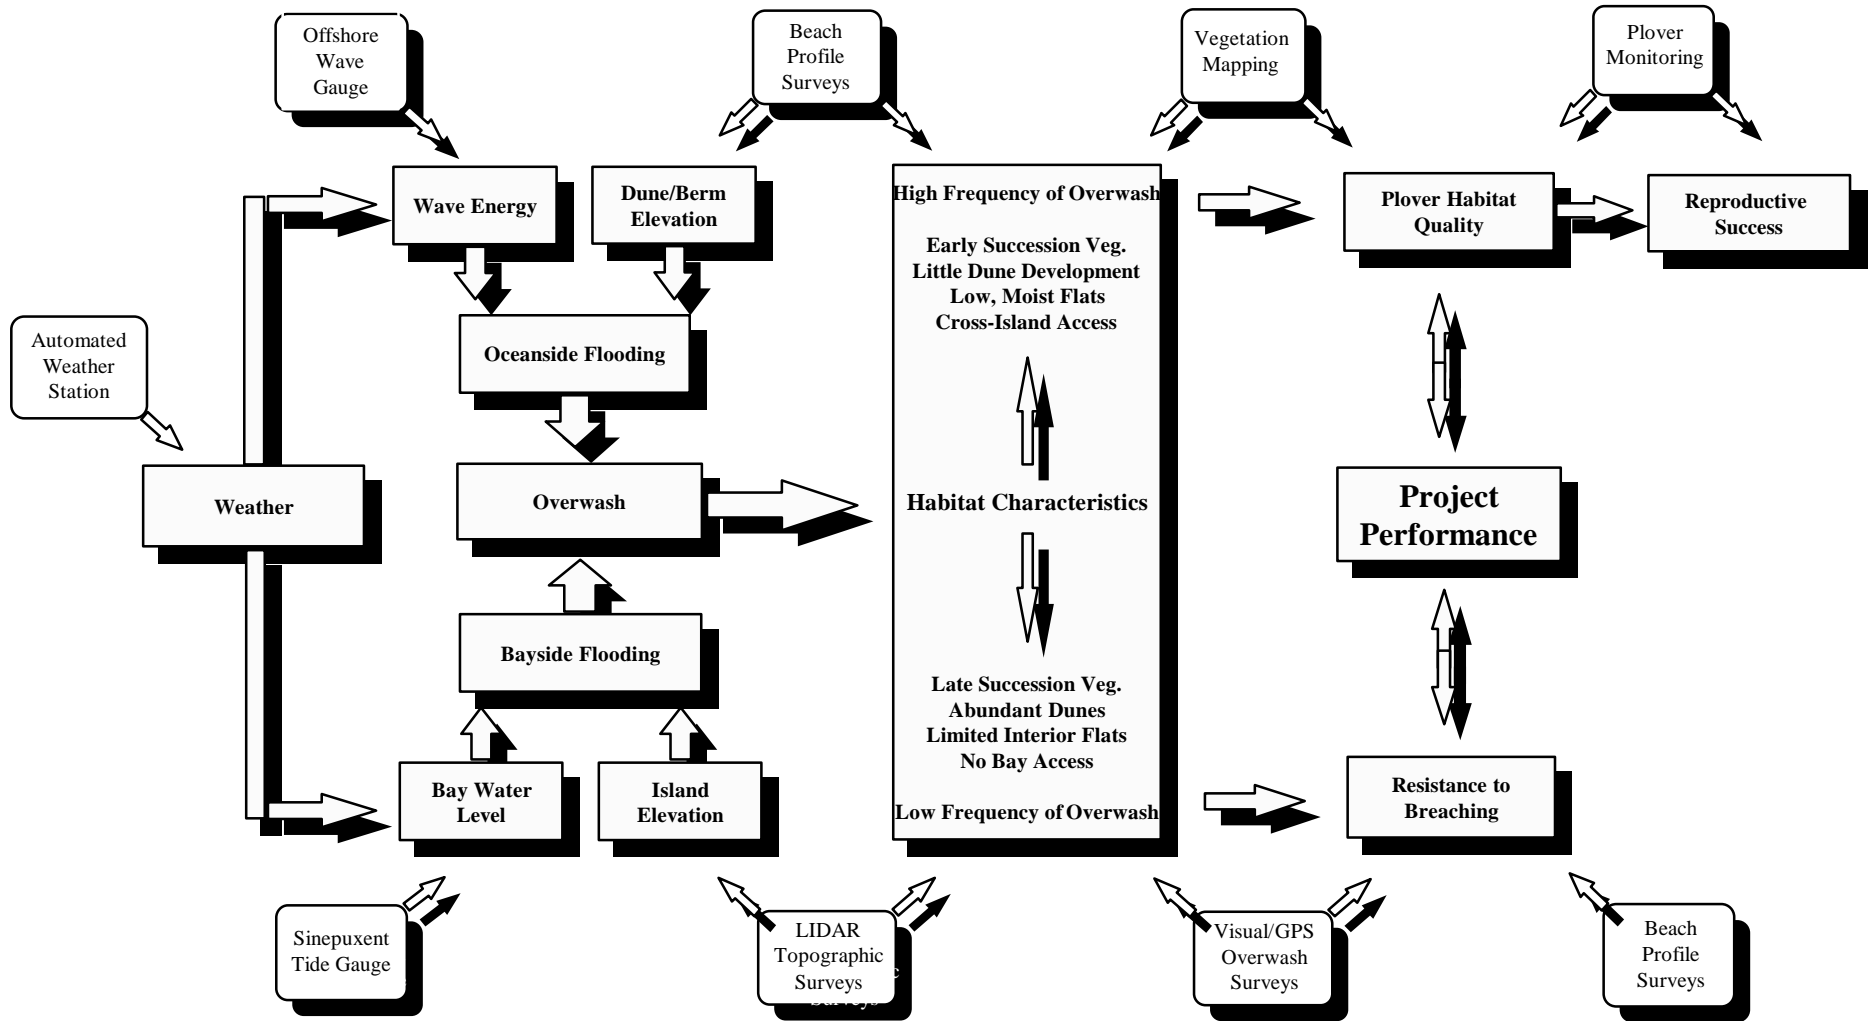 Offshore
Wave
Gauge
Beach
Profile
Surveys
Vegetation
Mapping
Plover
Monitoring
Wave Energy
Dune/Berm
Elevation
High Frequency of Overwash
Early Succession Veg.
Little Dune Development
Low, Moist Flats
Cross-Island Access
Plover Habitat
Quality
Reproductive
Success
Automated
Weather
Station
Oceanside Flooding
Weather
Overwash
Habitat Characteristics
Project
Performance
Bayside Flooding
Late Succession Veg.
Abundant Dunes
Limited Interior Flats
No Bay Access
Low Frequency of Overwash
Bay Water
Level
Island
Elevation
Resistance to
Breaching
Sinepuxent
Tide Gauge
LIDAR
Topographic
Surveys
Visual/GPS
Overwash
Surveys
Beach
Profile
Surveys